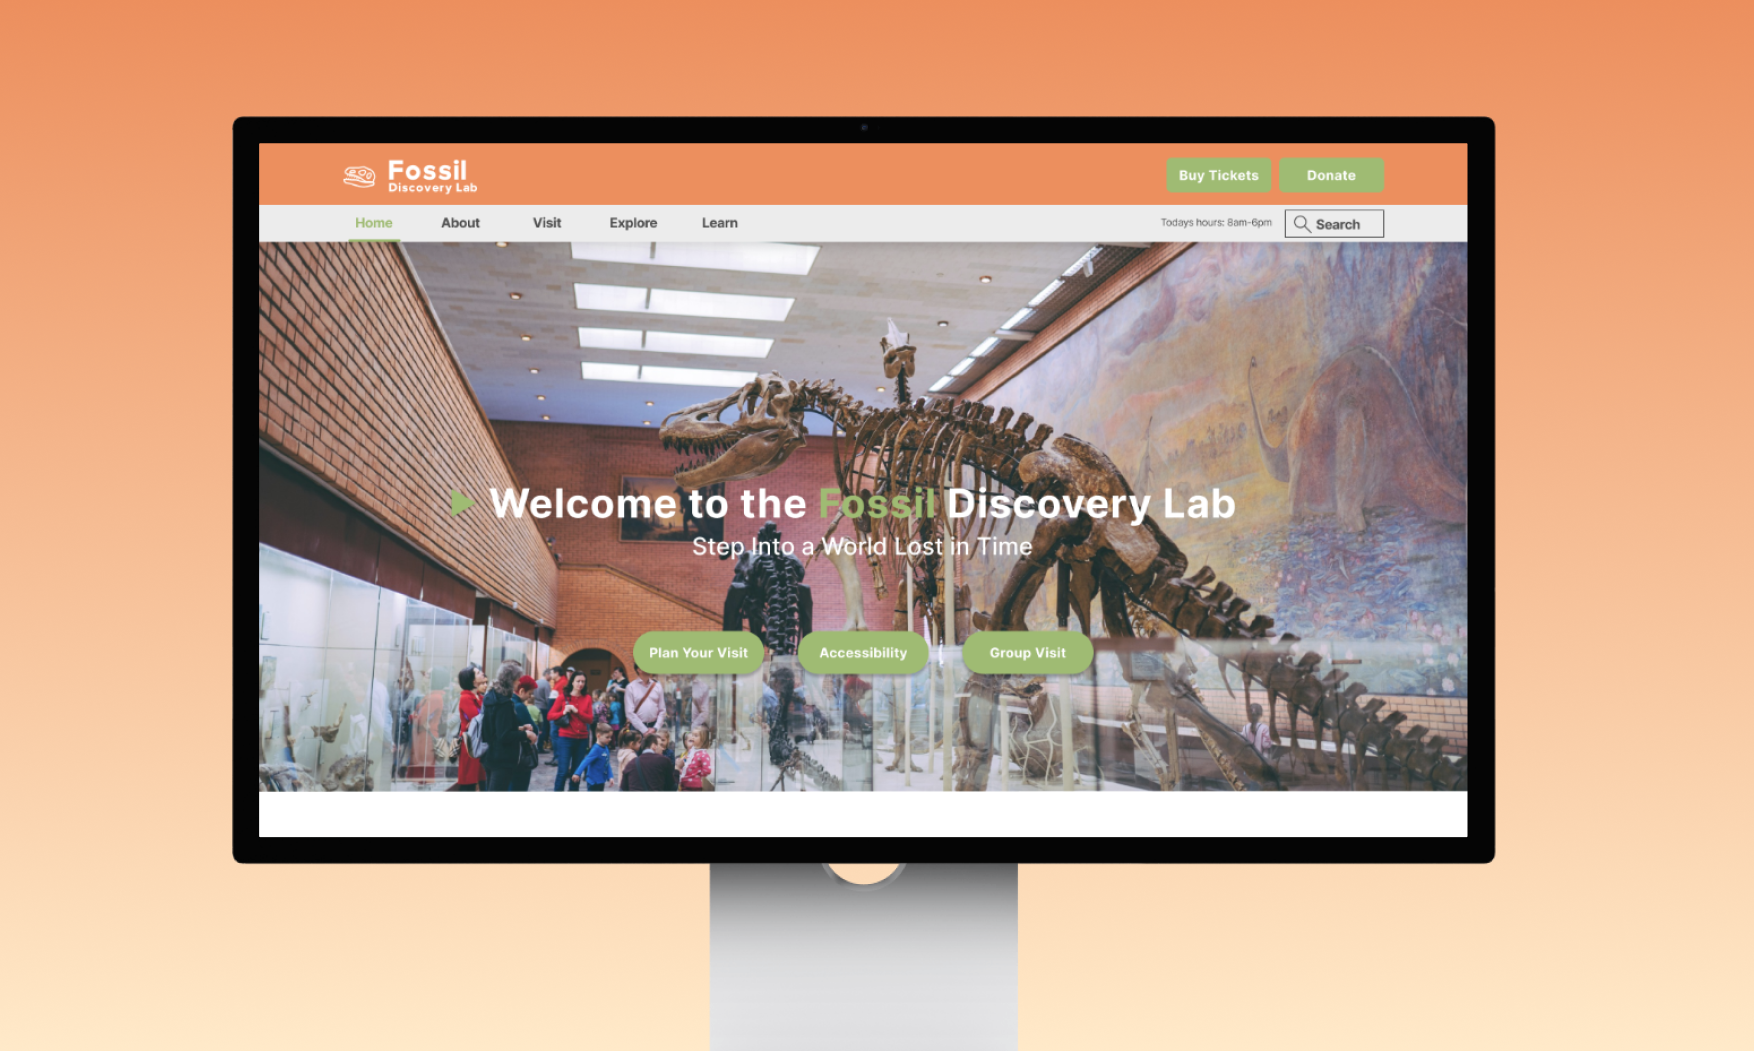 Fossil
Discovery Lab
Buy Tickets
Donate
Home
About
Visit
Explore
Learn
Todays hours: 8am-6pm
Search
Welcome to the Fossil Discovery Lab
Step Into a World Lost in Time
Plan Your Visit
Accessibility
Group Visit